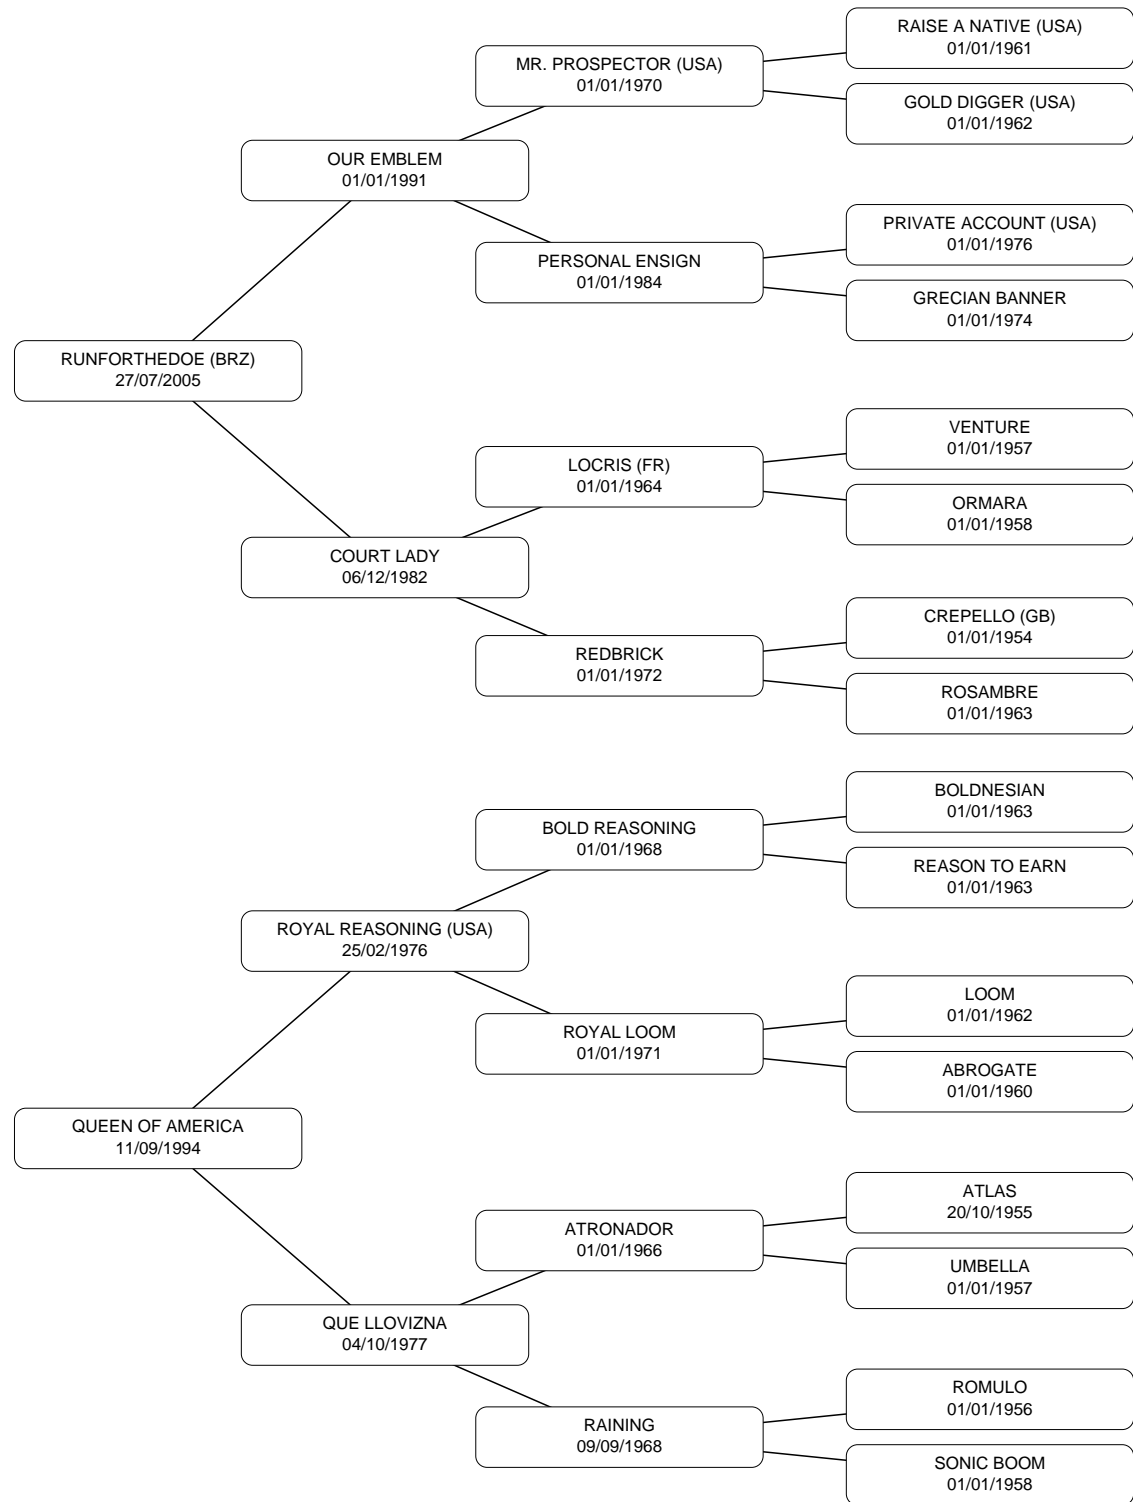 RAISE A NATIVE (USA)
01/01/1961
MR. PROSPECTOR (USA)
01/01/1970
GOLD DIGGER (USA)
01/01/1962
OUR EMBLEM
01/01/1991
PRIVATE ACCOUNT (USA)
01/01/1976
PERSONAL ENSIGN
01/01/1984
GRECIAN BANNER
01/01/1974
RUNFORTHEDOE (BRZ)
27/07/2005
VENTURE
01/01/1957
LOCRIS (FR)
01/01/1964
ORMARA
01/01/1958
COURT LADY
06/12/1982
CREPELLO (GB)
01/01/1954
REDBRICK
01/01/1972
ROSAMBRE
01/01/1963
BOLDNESIAN
01/01/1963
BOLD REASONING
01/01/1968
REASON TO EARN
01/01/1963
ROYAL REASONING (USA)
25/02/1976
LOOM
01/01/1962
ROYAL LOOM
01/01/1971
ABROGATE
01/01/1960
QUEEN OF AMERICA
11/09/1994
ATLAS
20/10/1955
ATRONADOR
01/01/1966
UMBELLA
01/01/1957
QUE LLOVIZNA
04/10/1977
ROMULO
01/01/1956
RAINING
09/09/1968
SONIC BOOM
01/01/1958